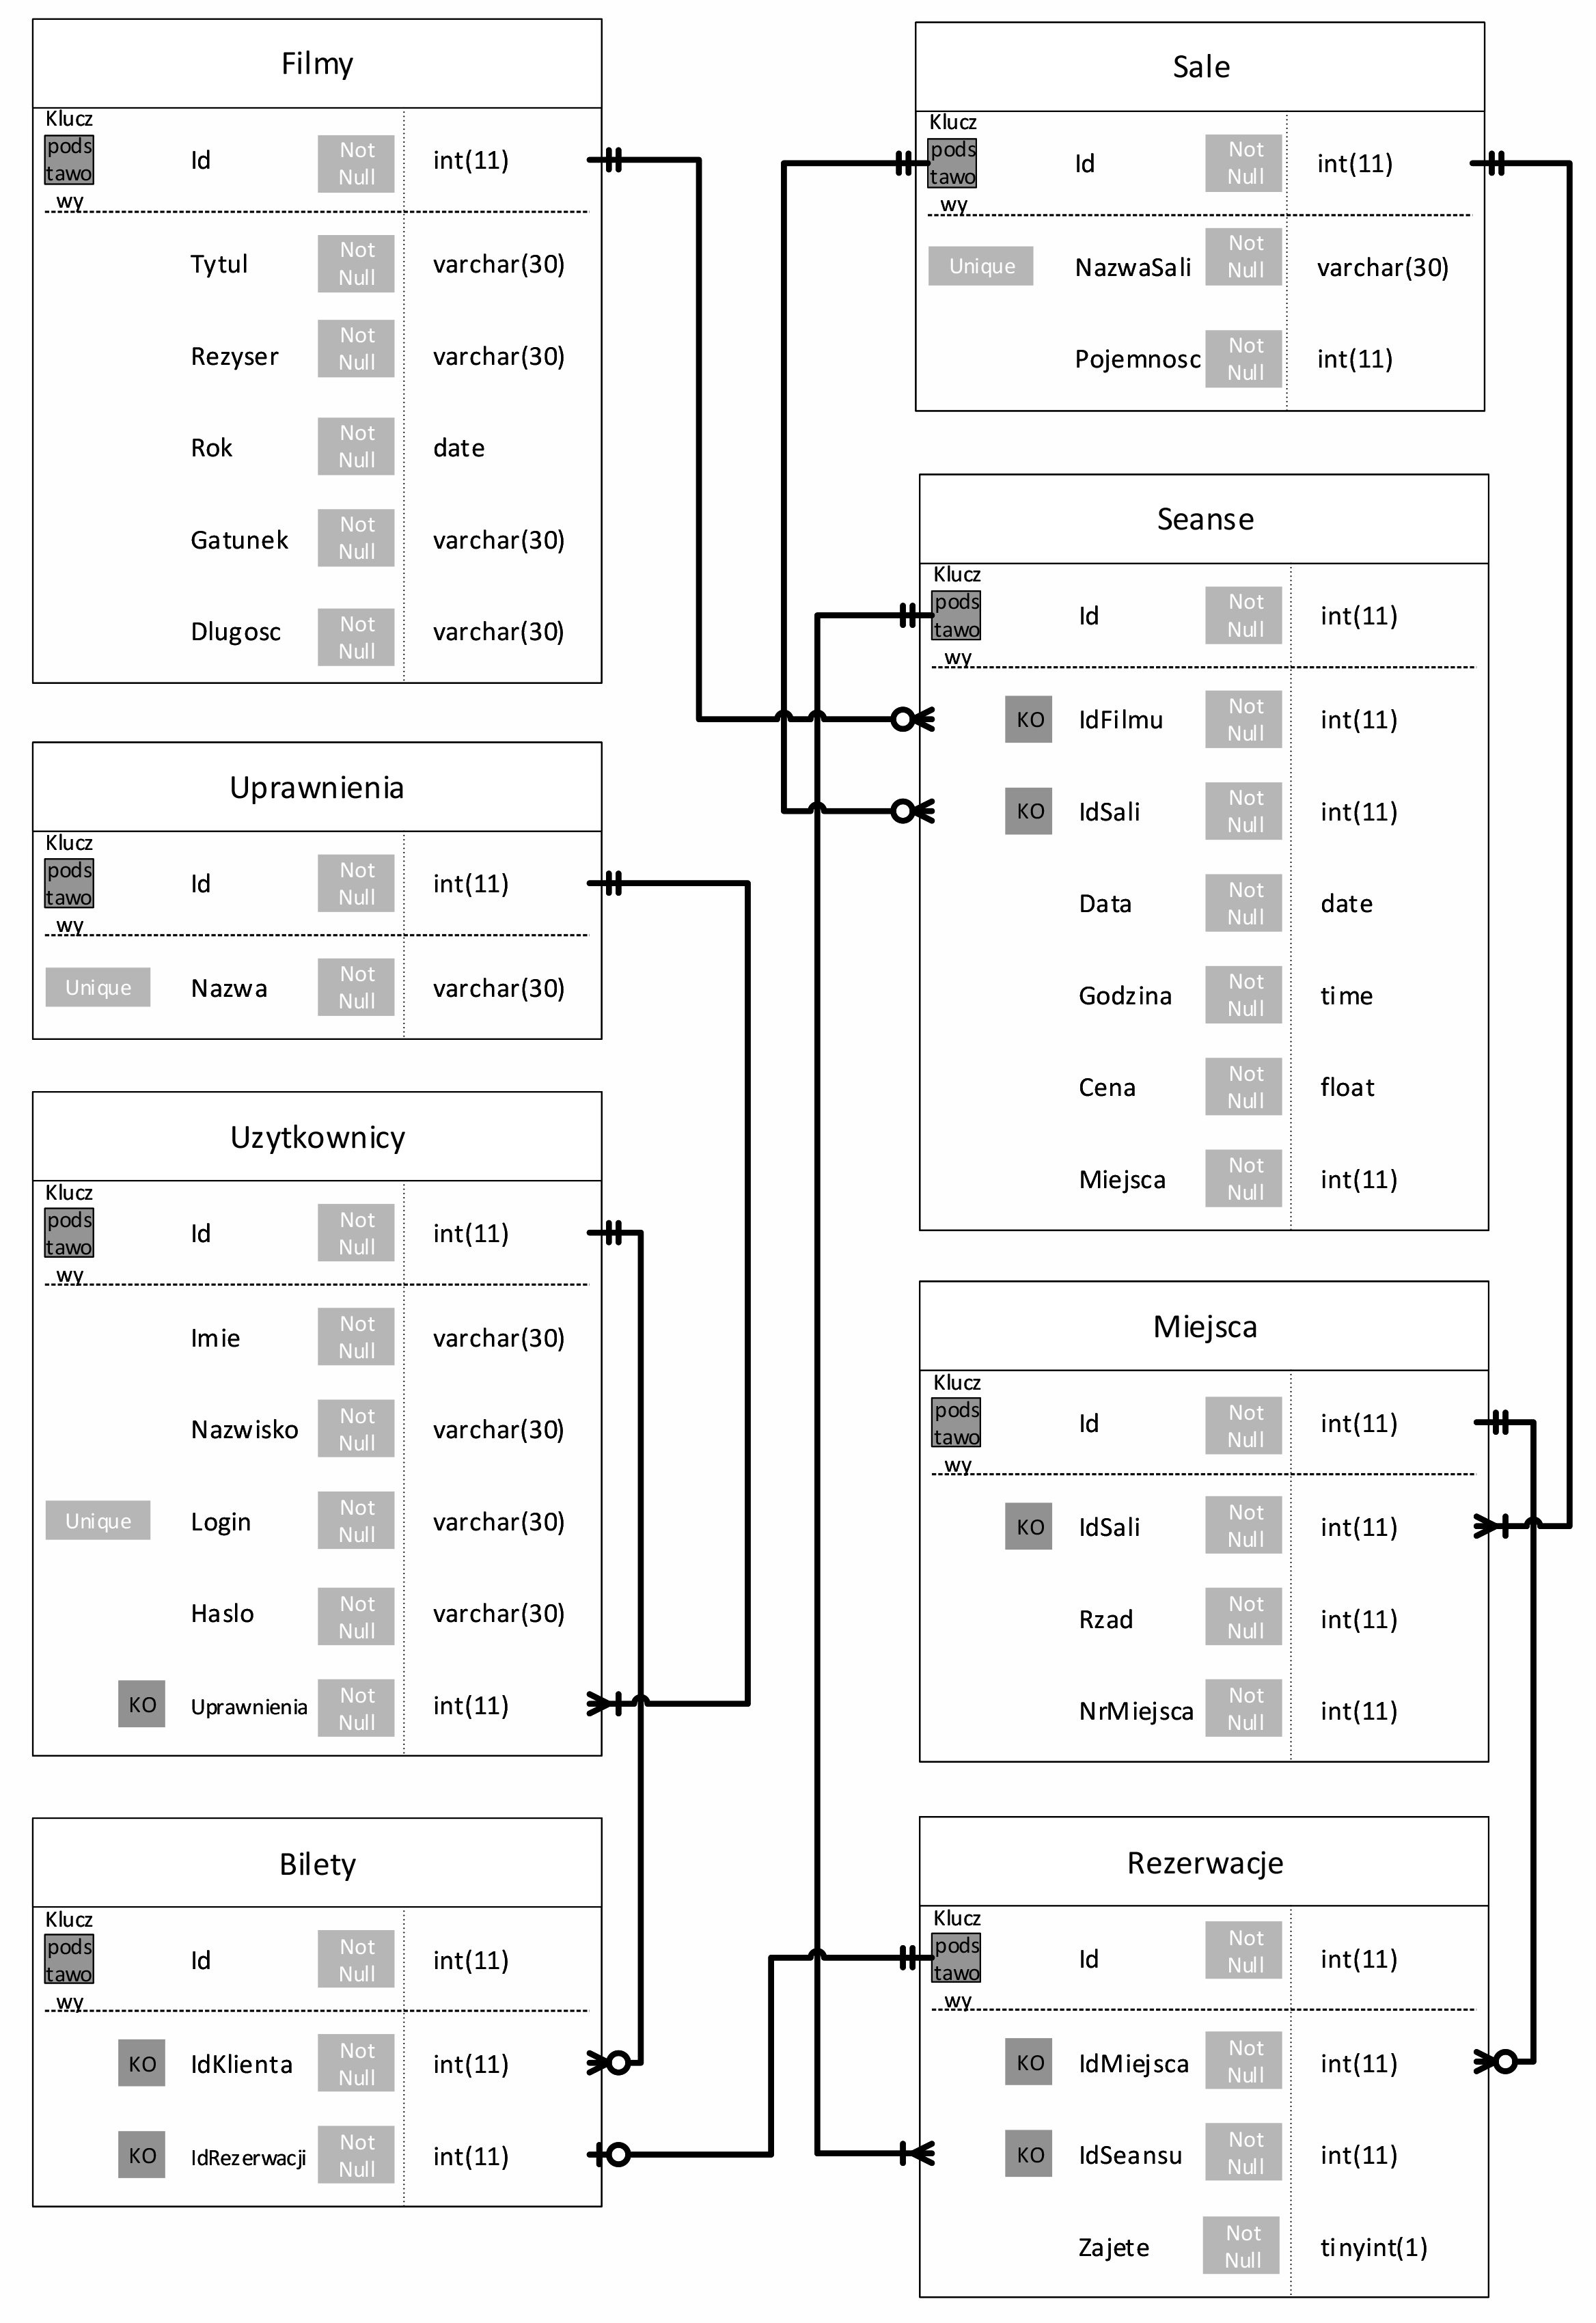 Filmy
Klucz
pods
tawo
wy
Id
Not
Null
int(11)
Tytul
Not
Null
varchar(30)
Rezyser
Not
Null
varchar(30)
Rok
Not
Null
date
Gatunek
Not
Null
varchar(30)
Dlugosc
Not
Null
varchar(30)
Uprawnienia
Klucz
pods
tawo
wy
Id
Not
Null
int(11)
Unique
Nazwa
Not
Null
varchar(30)
Uzytkownicy
Klucz
pods
tawo
wy
Id
Not
Null
int(11)
Imie
Not
Null
varchar(30)
Nazwisko
Not
Null
varchar(30)
Unique
Login
Not
Null
varchar(30)
Haslo
Not
Null
varchar(30)
KO
Uprawnienia
Not
Null
int(11)
Bilety
Klucz
pods
tawo
wy
Id
Not
Null
int(11)
KO
IdKlienta
Not
Null
int(11)
KO
IdRezerwacji
Not
Null
int(11)
Sale
Klucz
pods
tawo
wy
Id
Not
Null
int(11)
Unique
NazwaSali
Not
Null
varchar(30)
Pojemnosc
Not
Null
int(11)
Seanse
Klucz
pods
tawo
wy
Id
Not
Null
int(11)
KO
IdFilmu
Not
Null
int(11)
KO
IdSali
Not
Null
int(11)
Data
Not
Null
date
Godzina
Not
Null
time
Cena
Not
Null
float
Miejsca
Not
Null
int(11)
Miejsca
Klucz
pods
tawo
wy
Id
Not
Null
int(11)
KO
IdSali
Not
Null
int(11)
Rzad
Not
Null
int(11)
NrMiejsca
Not
Null
int(11)
Rezerwacje
Klucz
pods
tawo
wy
Id
Not
Null
int(11)
KO
IdMiejsca
Not
Null
int(11)
KO
IdSeansu
Not
Null
int(11)
Zajete
Not
Null
tinyint(1)